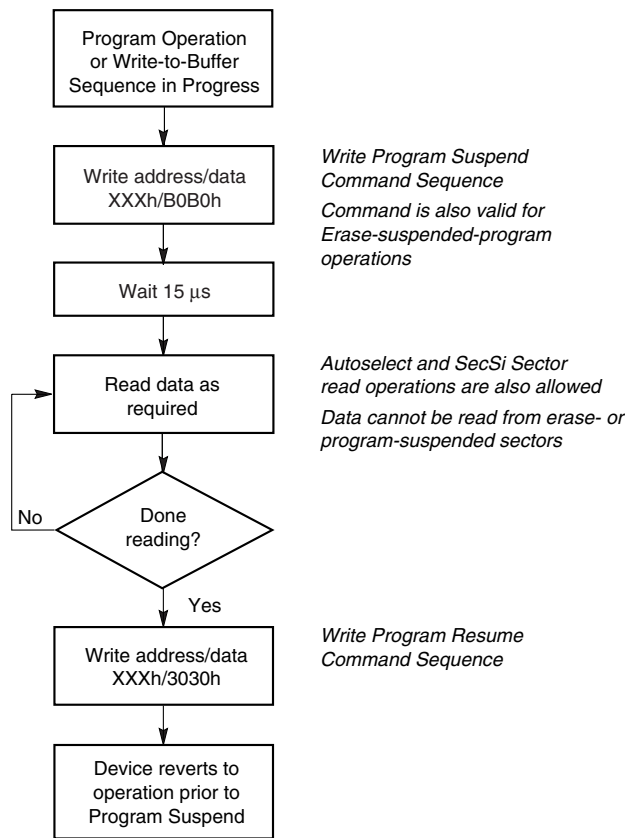 Program Operation
or Write-to-Buffer
Sequence in Progress
Write address/data
XXXh/B0B0h
Write Program Suspend
Command Sequence
Command is also valid for
Erase-suspended-program
operations
Wait 15 μs
Read data as
required
Autoselect and SecSi Sector
read operations are also allowed
Data cannot be read from erase- or
program-suspended sectors
No
Done
reading?
Yes
Write address/data
XXXh/3030h
Write Program Resume
Command Sequence
Device reverts to
operation prior to
Program Suspend